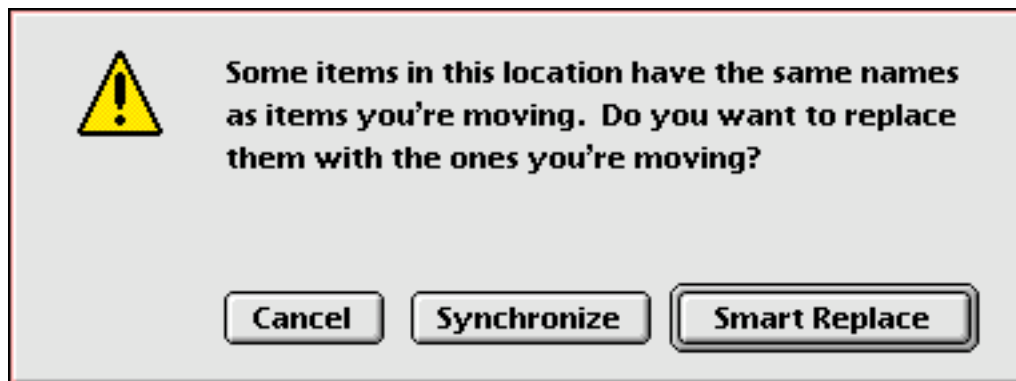 Some items in this location have the same names
as items you're moving.  Do you want to replace
them with the ones you're moving?
Cancel
Synchronize
Smart Replace